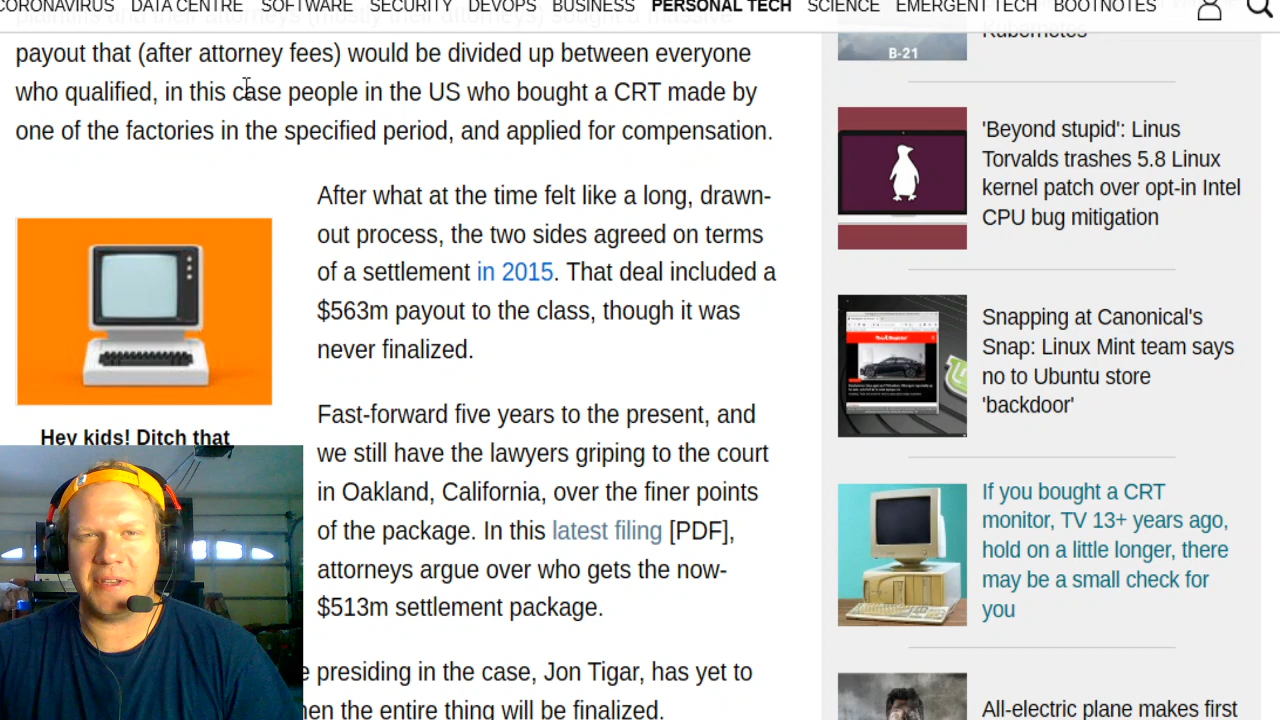 CORONAVIRUS DATA CENTRE SOFTWARE SECURITY DEVOPS BUSINESS PERSONAL TECH SCIENCE EMERGENT TECH BOOTNOTES
plaintiffs and their attorneys (mostly their attorneys) sought a massive
payout that (after attorney fees) would be divided up between everyone
who qualified, in this case people in the US who bought a CRT made by
one of the factories in the specified period, and applied for compensation.
After what at the time felt like a long, drawn-
out process, the two sides agreed on terms
of a settlement in 2015. That deal included a
$563m payout to the class, though it was
never finalized.
Hey kids! Ditch that
Fast-forward five years to the present, and
we still have the lawyers griping to the court
in Oakland, California, over the finer points
of the package. In this latest filing [PDF],
attorneys argue over who gets the now-
$513m settlement package.
presiding in the case, Jon Tigar, has yet to
the entire thing will be finalized.
Kubernetes
B-21
'Beyond stupid': Linus
Torvalds trashes 5.8 Linux
kernel patch over opt-in Intel
CPU bug mitigation
Snapping at Canonical's
Snap: Linux Mint team says
no to Ubuntu store
'backdoor'
If you bought a CRT
monitor, TV 13+ years ago,
hold on a little longer, there
may be a small check for
you
All-electric plane makes first